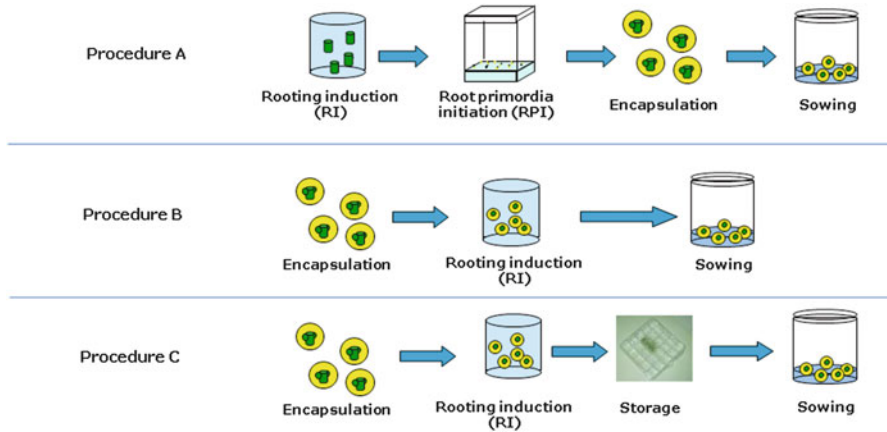 Procedure A
Rooting induction
(RI)
Root primordia
initiation (RPI)
Encapsulation
Sowing
Procedure B
Encapsulation
Rooting induction
(RI)
Sowing
Procedure C
Encapsulation
Rooting induction
(RI)
Storage
Sowing